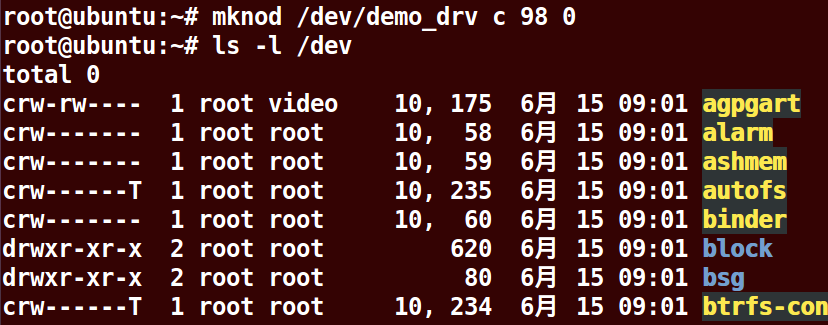 root@ubuntu:~# mknod /dev/demo_drv c 98 0
root@ubuntu:~# ls -l /dev
total 0
crw-rw---- 1 root video 10, 175 6月 15 09:01 agpgart
crw------- 1 root root 10, 58 6月 15 09:01 alarm
crw------- 1 root root 10, 59 6月 15 09:01 ashmem
crw------T 1 root root 10, 235 6月 15 09:01 autofs
crw------- 1 root root 10, 60 6月 15 09:01 binder
drwxr-xr-x 2 root root 620 6月 15 09:01 block
drwxr-xr-x 2 root root 80 6月 15 09:01 bsg
crw------T 1 root root 10, 234 6月 15 09:01 btrfs-con